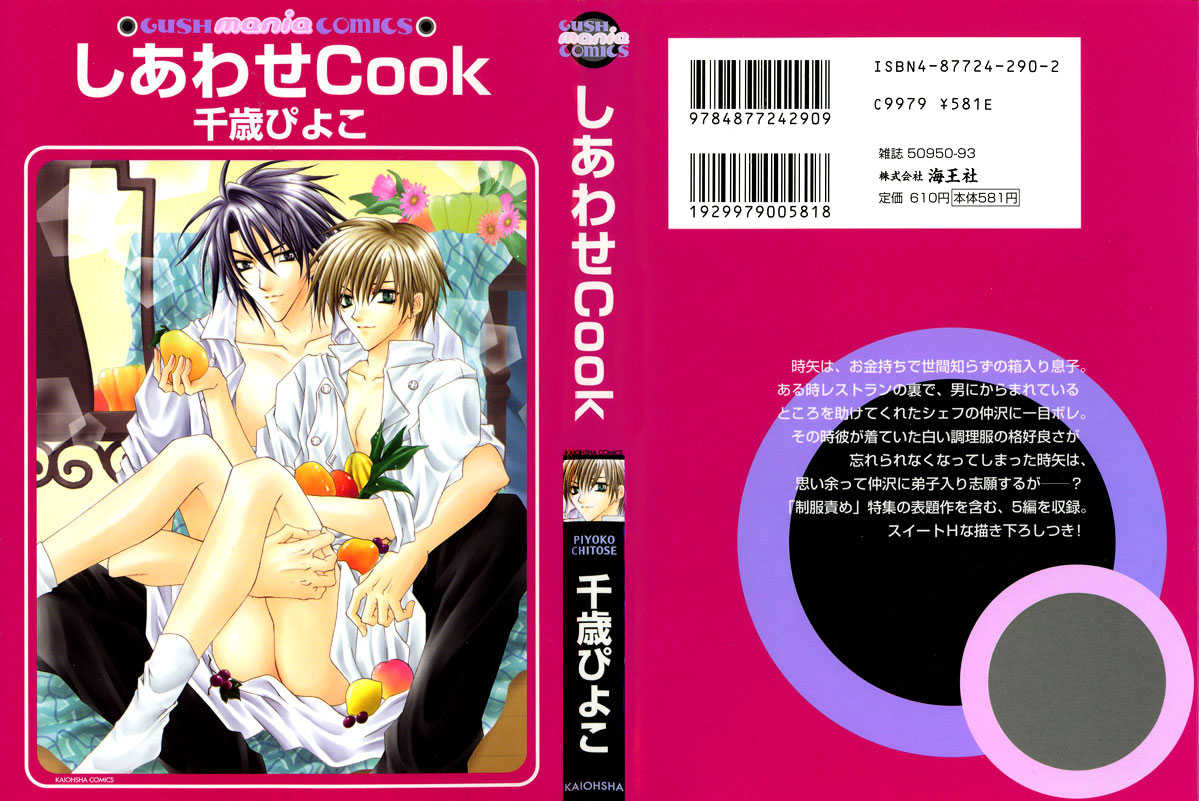 GUSH mania COMICS
しあわせCook
千歳ぴよこ
KAIOHSHA COMICS
GUSH
mania
COMICS
しあわせCook
KAIOHSHA COMICS
PIYOKO
CHITOSE
千歳ぴよこ
KAIOHSHA
9784877242909
1929979005818
ISBN4-87724-290-2
C9979 ¥581E
雑誌 50950-93
株式会社 海王社
定価 610円 本体581円
時矢は、お金持ちで世間知らずの箱入り息子。
ある時レストランの裏で、男にからまれている
ところを助けてくれたシェフの仲沢に一目ボレ。
その時彼が着ていた白い調理服の格好良さが
忘れられなくなってしまった時矢は、
思い余って仲沢に弟子入り志願するが──？
「制服責め」特集の表題作を含む、5編を収録。
スイートHな描き下ろしつき！